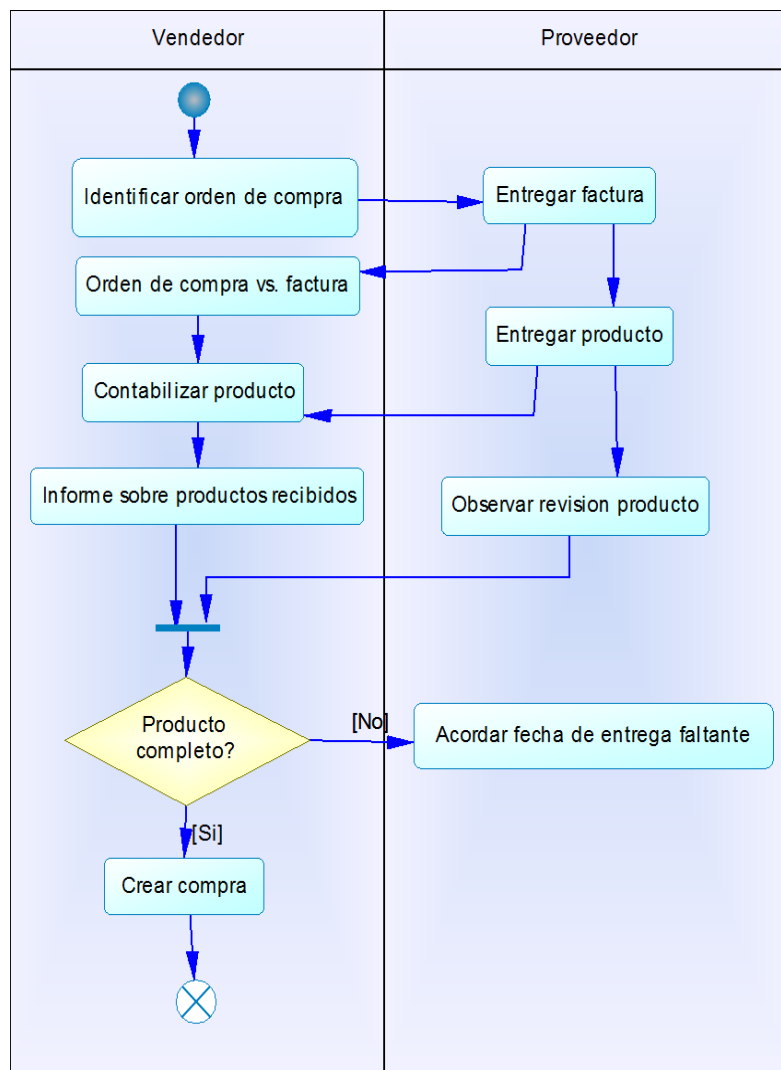 Vendedor
Proveedor
Identificar orden de compra
Entregar factura
Orden de compra vs. factura
Entregar producto
Contabilizar producto
Informe sobre productos recibidos
Observar revision producto
Producto
completo?
[No]
Acordar fecha de entrega faltante
[Si]
Crear compra